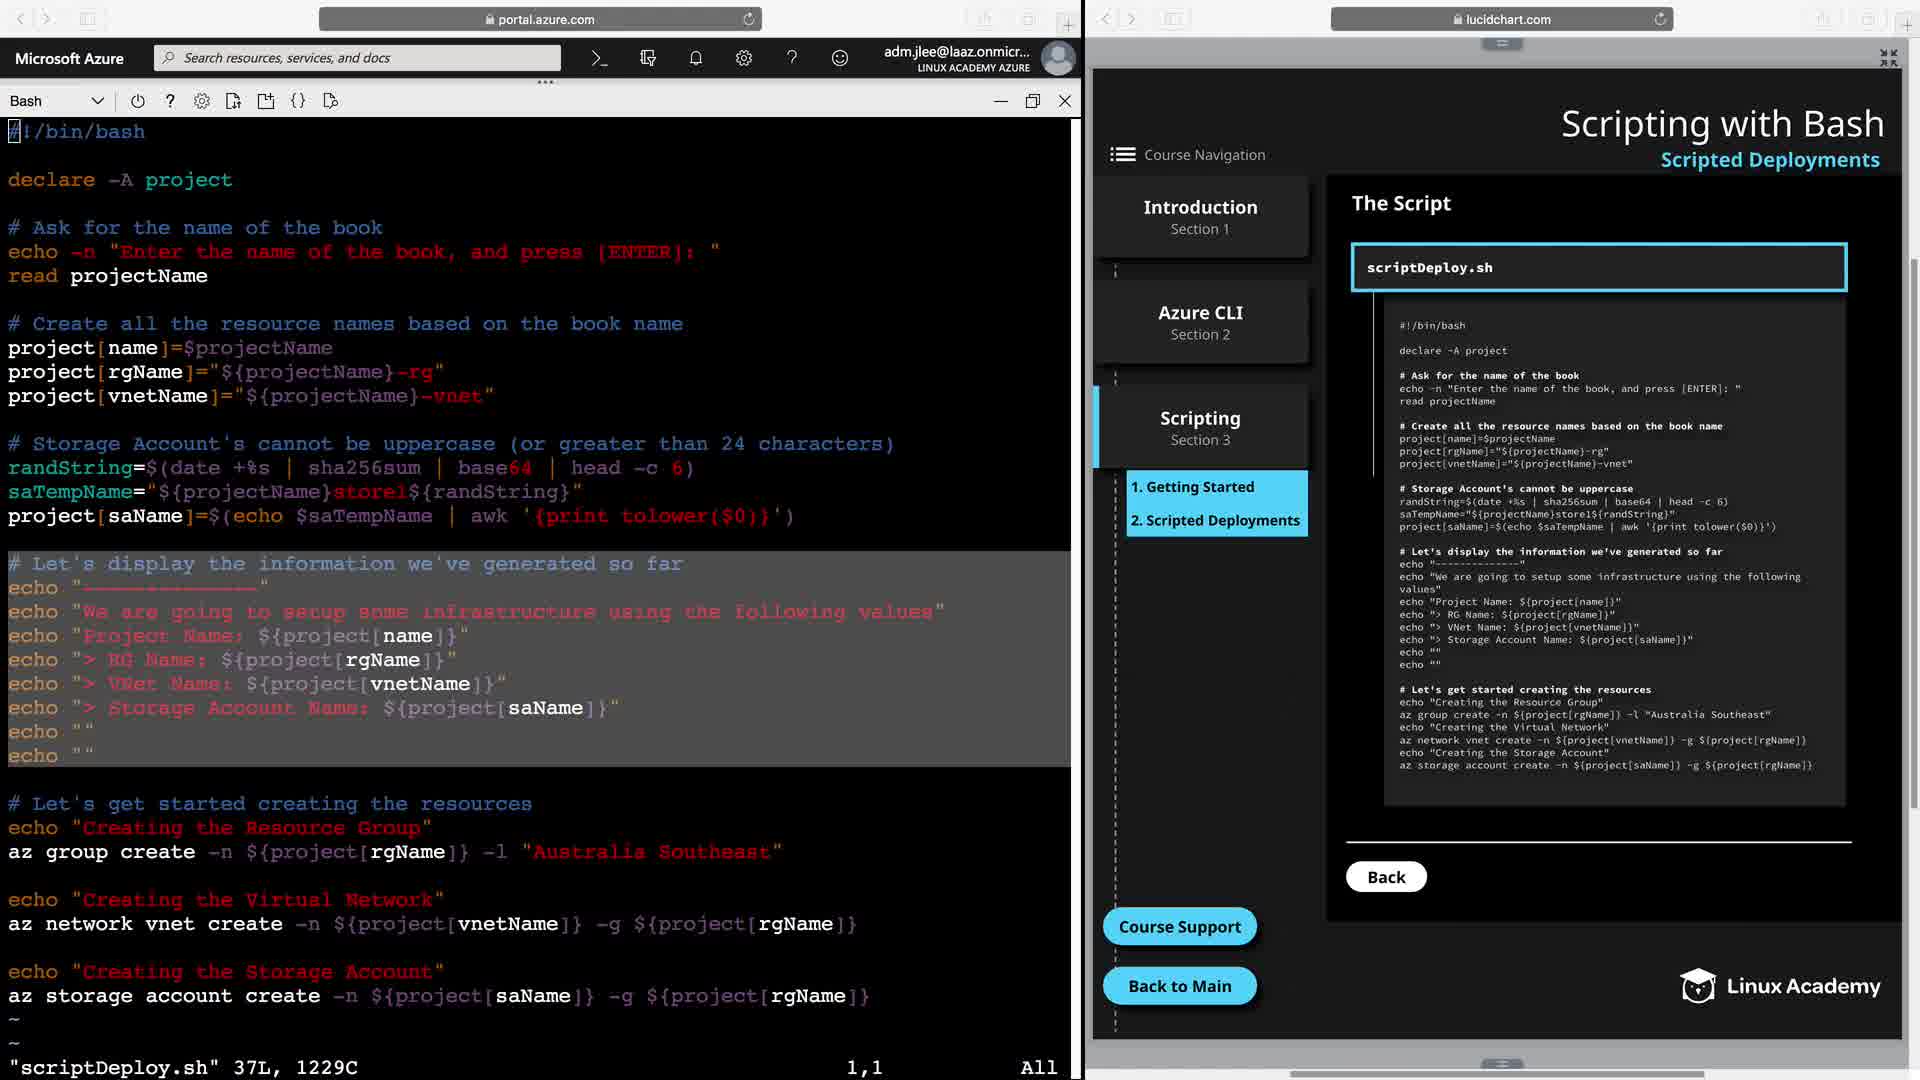 portal.azure.com
Microsoft Azure
Search resources, services, and docs
adm.jlee@laaz.onmicr...
LINUX ACADEMY AZURE
Bash
#!/bin/bash
declare -A project
# Ask for the name of the book
echo -n "Enter the name of the book, and press [ENTER]: "
read projectName
# Create all the resource names based on the book name
project[name]=$projectName
project[rgName]="${projectName}-rg"
project[vnetName]="${projectName}-vnet"
# Storage Account's cannot be uppercase (or greater than 24 characters)
randString=$(date +%s | sha256sum | base64 | head -c 6)
saTempName="${projectName}store1${randString}"
project[saName]=$(echo $saTempName | awk '{print tolower($0)}')
# Let's display the information we've generated so far
echo "--------------"
echo "We are going to setup some infrastructure using the following values"
echo "Project Name: ${project[name]}"
echo "> RG Name: ${project[rgName]}"
echo "> VNet Name: ${project[vnetName]}"
echo "> Storage Account Name: ${project[saName]}"
echo ""
echo ""
# Let's get started creating the resources
echo "Creating the Resource Group"
az group create -n ${project[rgName]} -l "Australia Southeast"
echo "Creating the Virtual Network"
az network vnet create -n ${project[vnetName]} -g ${project[rgName]}
echo "Creating the Storage Account"
az storage account create -n ${project[saName]} -g ${project[rgName]}
~
~
"scriptDeploy.sh" 37L, 1229C 1,1 All
lucidchart.com
Scripting with Bash
Scripted Deployments
Course Navigation
Introduction
Section 1
Azure CLI
Section 2
Scripting
Section 3
1. Getting Started
2. Scripted Deployments
Course Support
Back to Main
The Script
scriptDeploy.sh
#!/bin/bash
declare -A project
# Ask for the name of the book
echo -n "Enter the name of the book, and press [ENTER]: "
read projectName
# Create all the resource names based on the book name
project[name]=$projectName
project[rgName]="${projectName}-rg"
project[vnetName]="${projectName}-vnet"
# Storage Account's cannot be uppercase
randString=$(date +%s | sha256sum | base64 | head -c 6)
saTempName="${projectName}store1${randString}"
project[saName]=$(echo $saTempName | awk '{print tolower($0)}')
# Let's display the information we've generated so far
echo "--------------"
echo "We are going to setup some infrastructure using the following
values"
echo "Project Name: ${project[name]}"
echo "> RG Name: ${project[rgName]}"
echo "> VNet Name: ${project[vnetName]}"
echo "> Storage Account Name: ${project[saName]}"
echo ""
echo ""
# Let's get started creating the resources
echo "Creating the Resource Group"
az group create -n ${project[rgName]} -l "Australia Southeast"
echo "Creating the Virtual Network"
az network vnet create -n ${project[vnetName]} -g ${project[rgName]}
echo "Creating the Storage Account"
az storage account create -n ${project[saName]} -g ${project[rgName]}
Back
Linux Academy